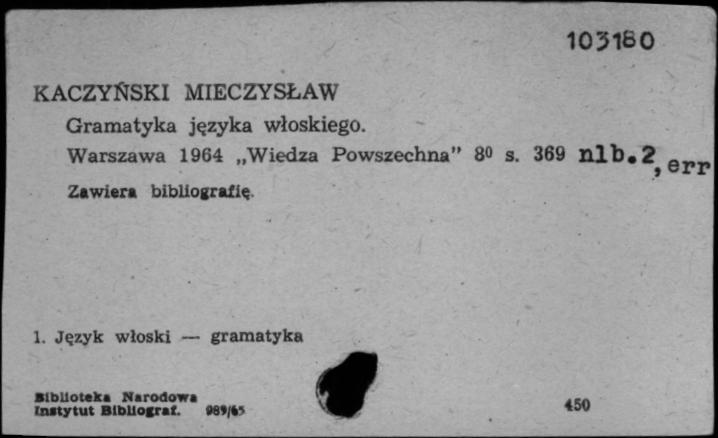 103180
KACZYŃSKI MIECZYSŁAW
Gramatyka języka włoskiego.
Warszawa 1964 „Wiedza Powszechna” 8⁰ s. 369 nlb.2, err
Zawiera bibliografię.
1. Język włoski — gramatyka
Biblioteka Narodowa
Instytut Bibliograf. 989/65
450